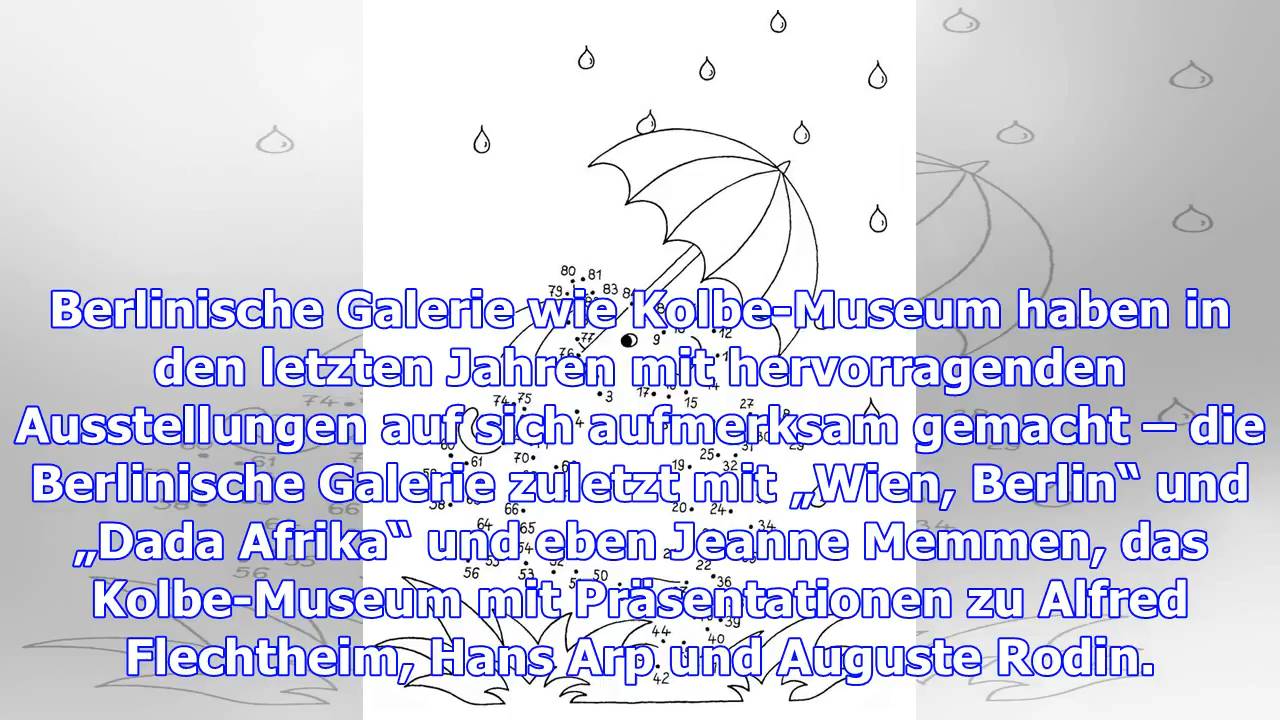 Berlinische Galerie wie Kolbe-Museum haben in
den letzten Jahren mit hervorragenden
Ausstellungen auf sich aufmerksam gemacht – die
Berlinische Galerie zuletzt mit „Wien, Berlin“ und
„Dada Afrika“ und eben Jeanne Memmen, das
Kolbe-Museum mit Präsentationen zu Alfred
Flechtheim, Hans Arp und Auguste Rodin.